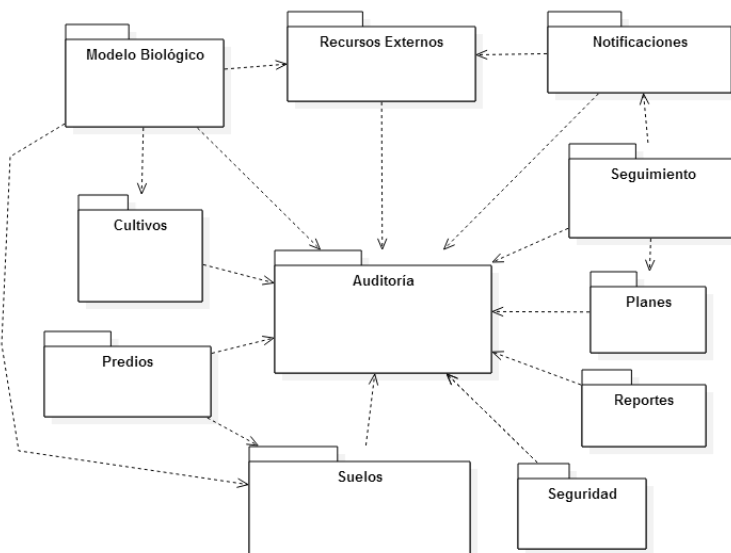 Modelo Biológico
Recursos Externos
Notificaciones
Seguimiento
Cultivos
Auditoría
Planes
Predios
Reportes
Suelos
Seguridad